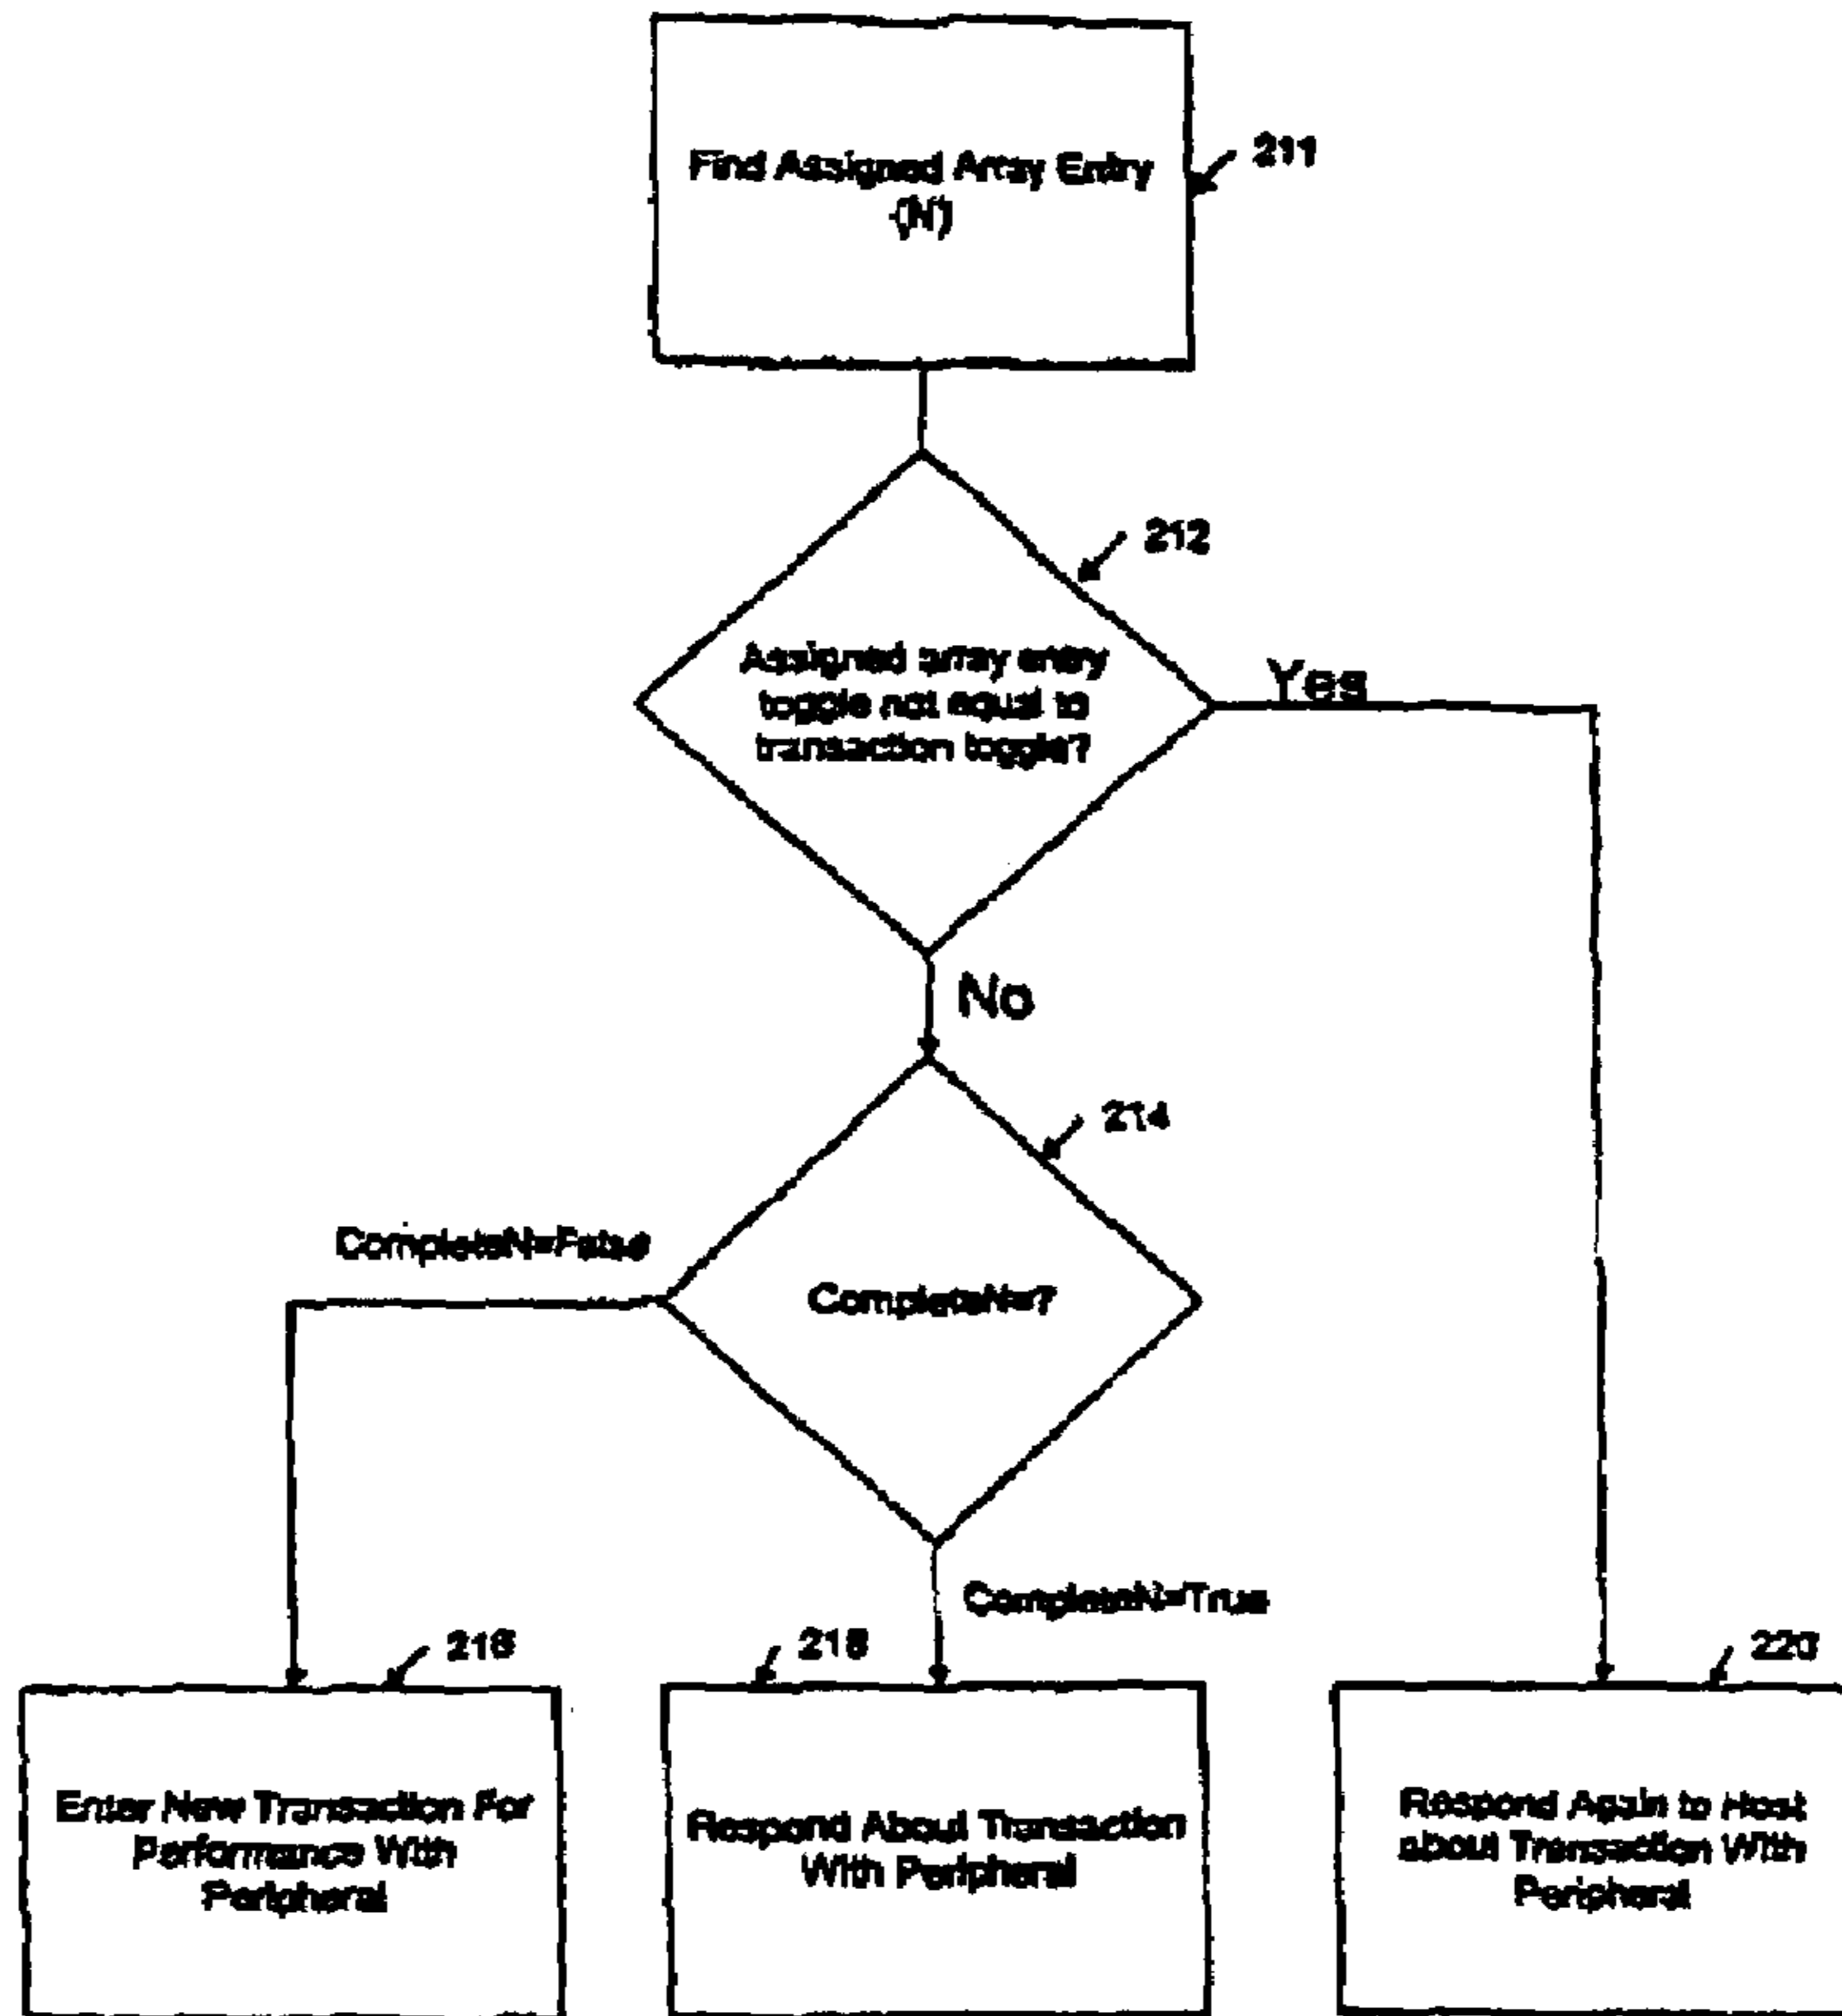 Find Assigned Array Entry
(N)
211
212
Assigned array entry
toggle not equal to
transaction toggle?
Yes
No
214
CompleteN=False
CompleteN=?
CompleteN=True
216
218
220
Enter New Transaction For
Performance With
Peripheral
Respond About Transaction
With Peripheral
Respond Again to Host
about Transaction With
Peripheral